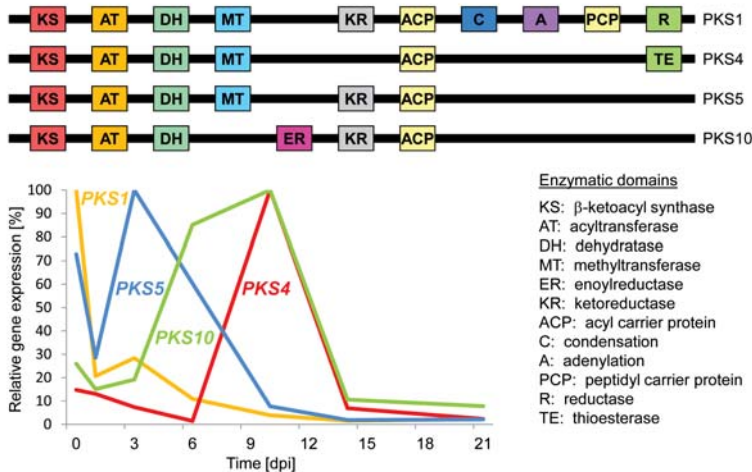 KS AT DH MT KR ACP C A PCP R PKS1
KS AT DH MT ACP TE PKS4
KS AT DH MT KR ACP PKS5
KS AT DH ER KR ACP PKS10
Relative gene expression [%]
100
90
80
70
60
50
40
30
20
10
0
PKS1
PKS5
PKS4
PKS10
0 3 6 9 12 15 18 21
Time [dpi]
Enzymatic domains
KS: β-ketoacyl synthase
AT: acyltransferase
DH: dehydratase
MT: methyltransferase
ER: enoylreductase
KR: ketoreductase
ACP: acyl carrier protein
C: condensation
A: adenylation
PCP: peptidyl carrier protein
R: reductase
TE: thioesterase